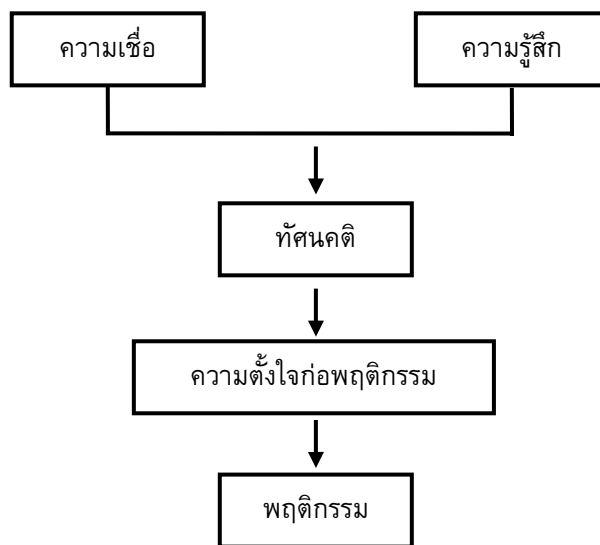 ความเชื่อ
ความรู้สึก
ทัศนคติ
ความตั้งใจก่อพฤติกรรม
พฤติกรรม